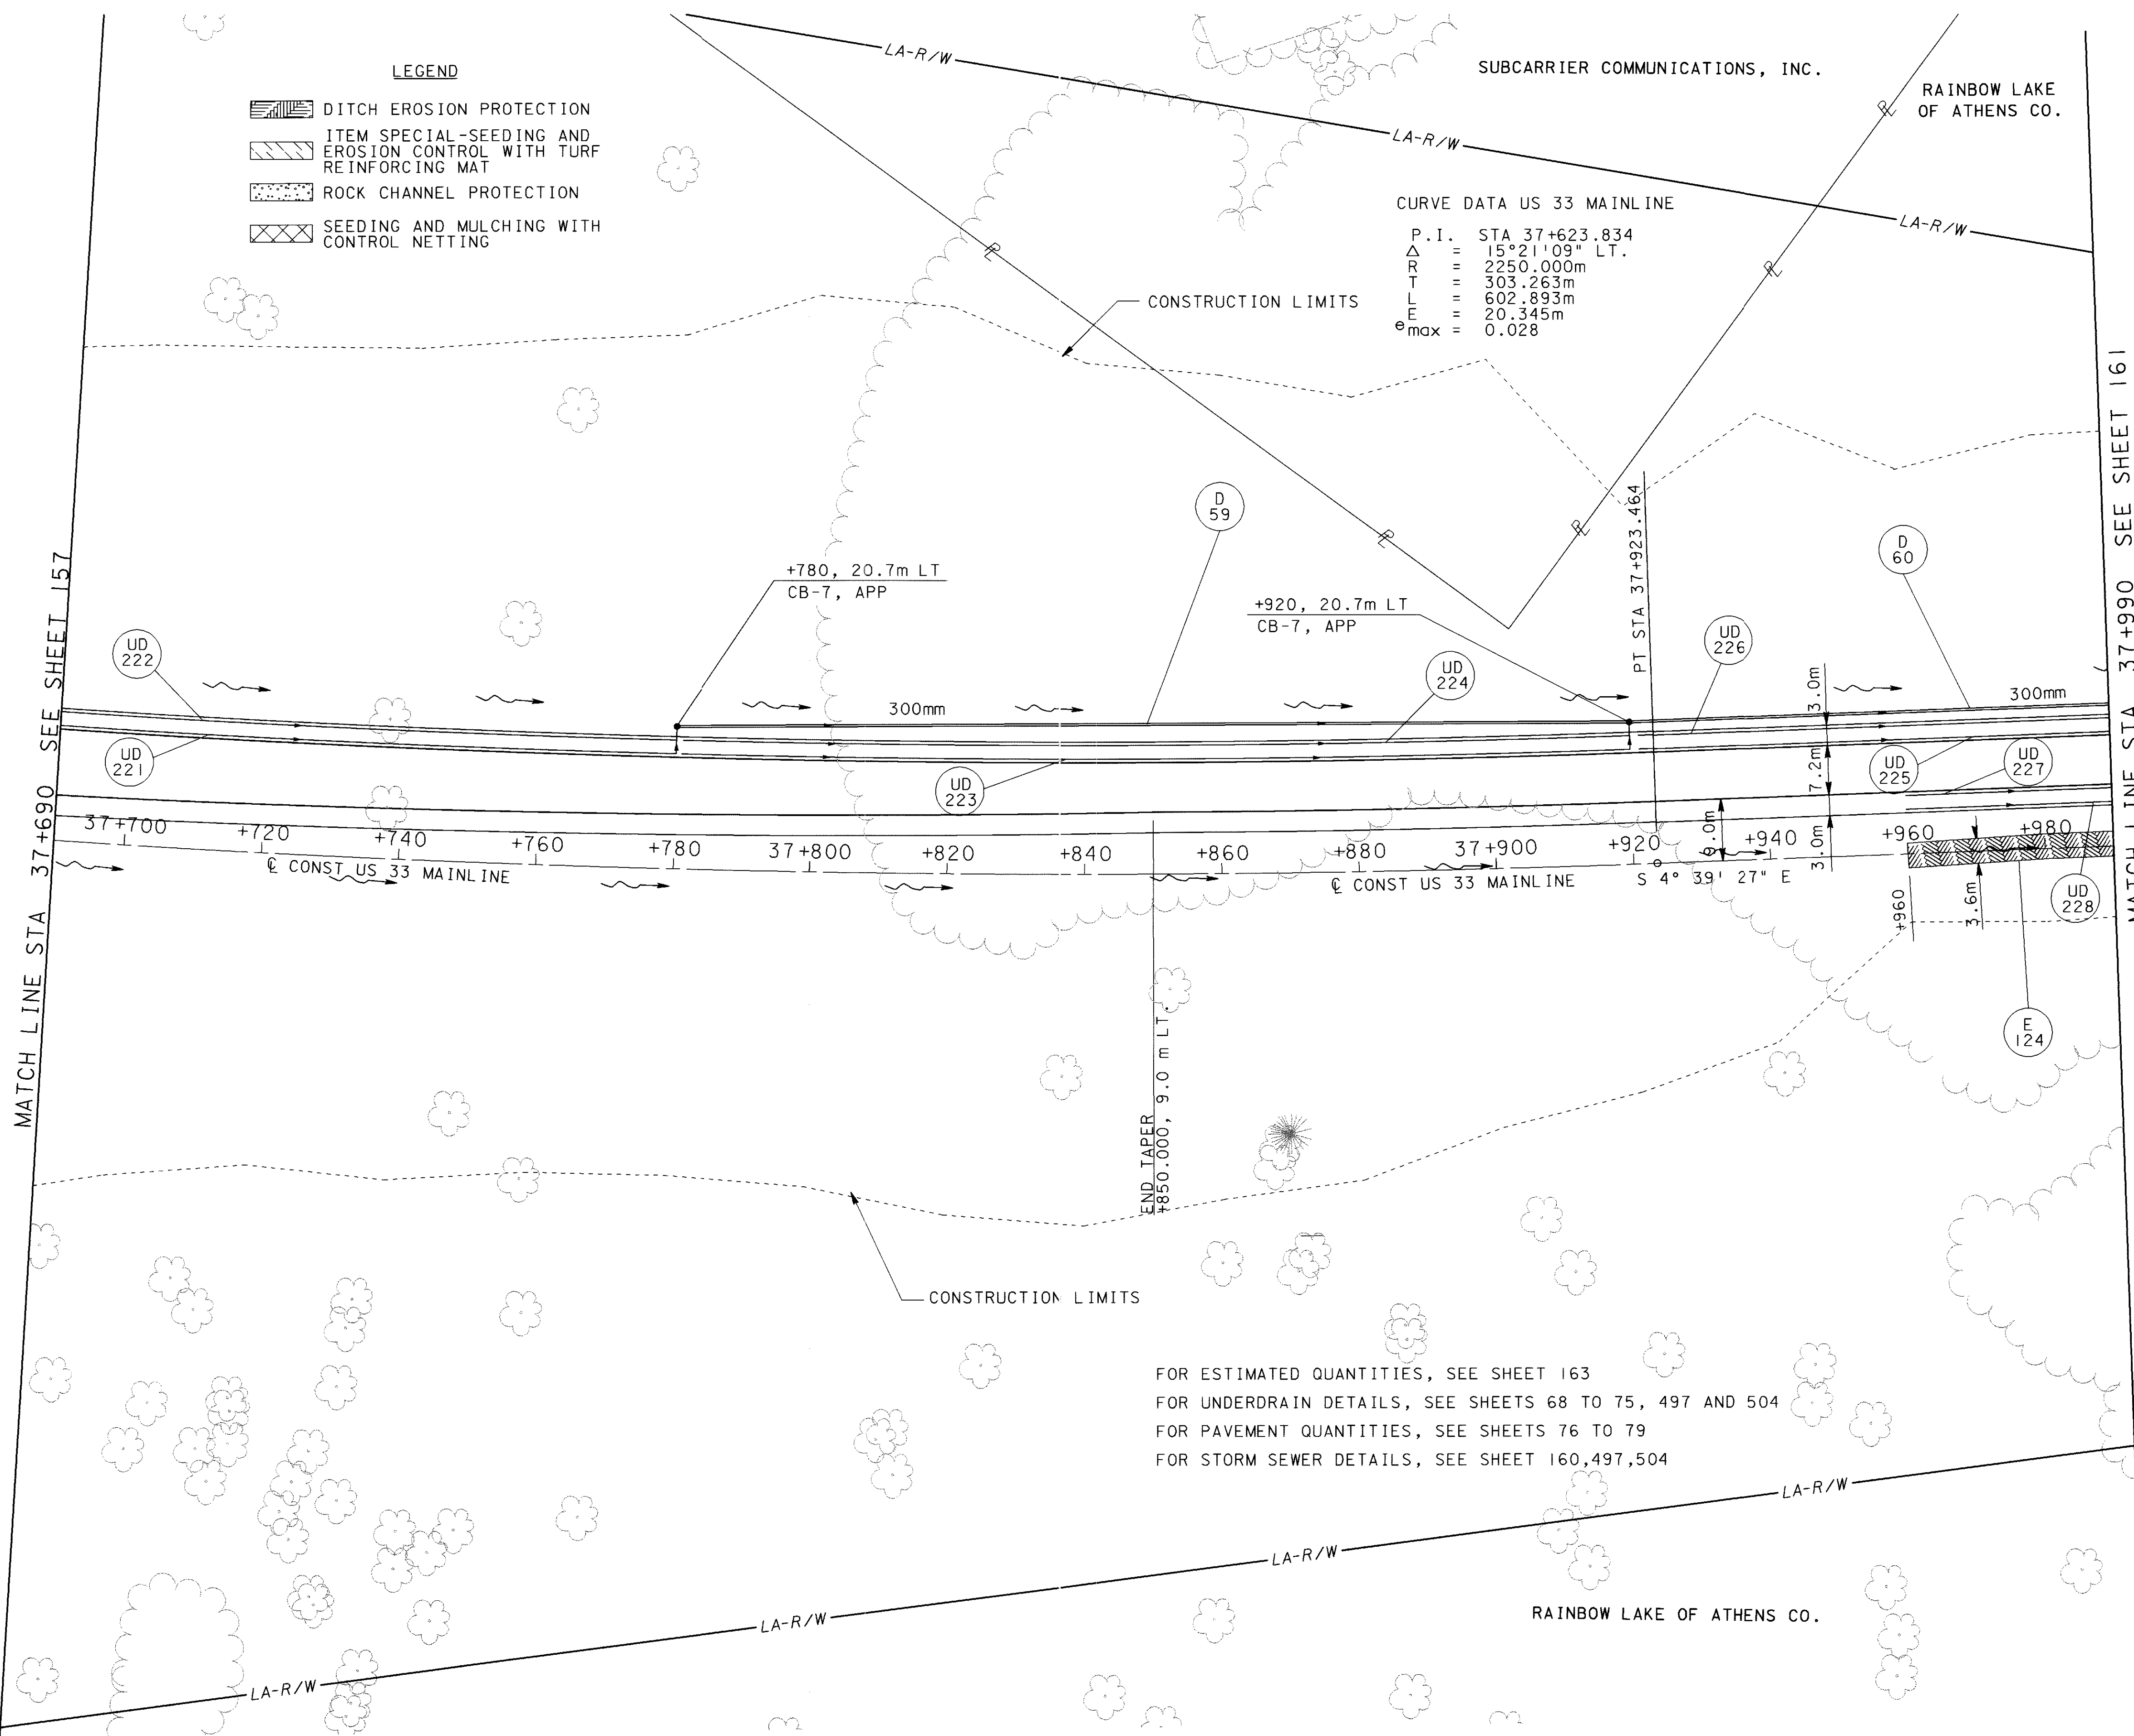 LEGEND
DITCH EROSION PROTECTION
ITEM SPECIAL-SEEDING AND
EROSION CONTROL WITH TURF
REINFORCING MAT
ROCK CHANNEL PROTECTION
SEEDING AND MULCHING WITH
CONTROL NETTING
LA-R/W
SUBCARRIER COMMUNICATIONS, INC.
RAINBOW LAKE
OF ATHENS CO.
LA-R/W
LA-R/W
CURVE DATA US 33 MAINLINE
P.I. STA 37+623.834
Δ = 15°21'09" LT.
R = 2250.000m
T = 303.263m
L = 602.893m
E = 20.345m
emax = 0.028
CONSTRUCTION LIMITS
MATCH LINE STA 37+690 SEE SHEET 157
MATCH LINE STA 37+990 SEE SHEET 161
D
59
D
60
+780, 20.7m LT
CB-7, APP
+920, 20.7m LT
CB-7, APP
PT STA 37+923.464
UD
222
UD
224
UD
226
300mm
300mm
3.0m
UD
221
UD
223
UD
225
UD
227
7.2m
9.0m
3.0m
37+700
+720
+740
+760
+780
37+800
+820
+840
+860
+880
37+900
+920
+940
+960
+980
℄ CONST US 33 MAINLINE
℄ CONST US 33 MAINLINE
S 4° 39' 27" E
+960
3.6m
UD
228
E
124
END TAPER
+850.000, 9.0 m LT.
CONSTRUCTION LIMITS
FOR ESTIMATED QUANTITIES, SEE SHEET 163
FOR UNDERDRAIN DETAILS, SEE SHEETS 68 TO 75, 497 AND 504
FOR PAVEMENT QUANTITIES, SEE SHEETS 76 TO 79
FOR STORM SEWER DETAILS, SEE SHEET 160,497,504
LA-R/W
LA-R/W
LA-R/W
LA-R/W
RAINBOW LAKE OF ATHENS CO.